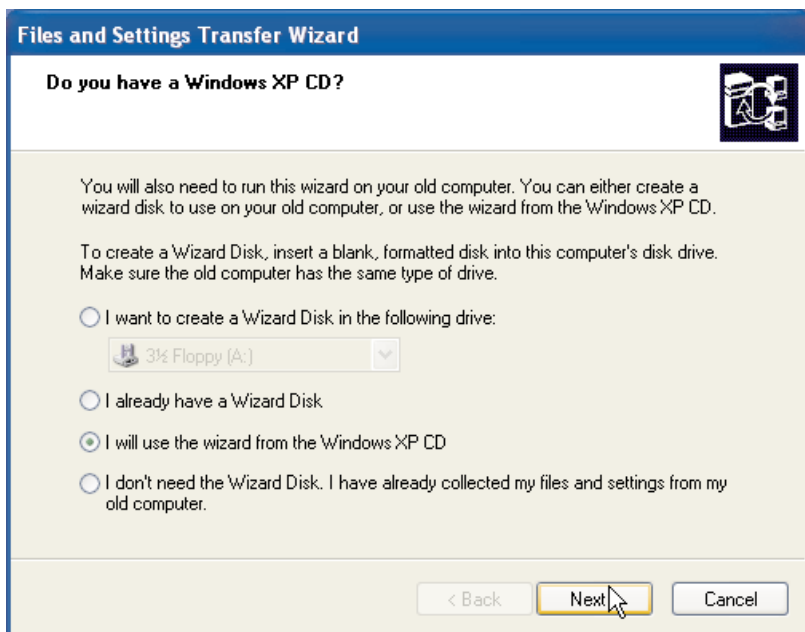 Files and Settings Transfer Wizard
Do you have a Windows XP CD?
You will also need to run this wizard on your old computer. You can either create a
wizard disk to use on your old computer, or use the wizard from the Windows XP CD.
To create a Wizard Disk, insert a blank, formatted disk into this computer's disk drive.
Make sure the old computer has the same type of drive.
I want to create a Wizard Disk in the following drive:
3½ Floppy (A:)
I already have a Wizard Disk
I will use the wizard from the Windows XP CD
I don't need the Wizard Disk. I have already collected my files and settings from my
old computer.
< Back Next Cancel